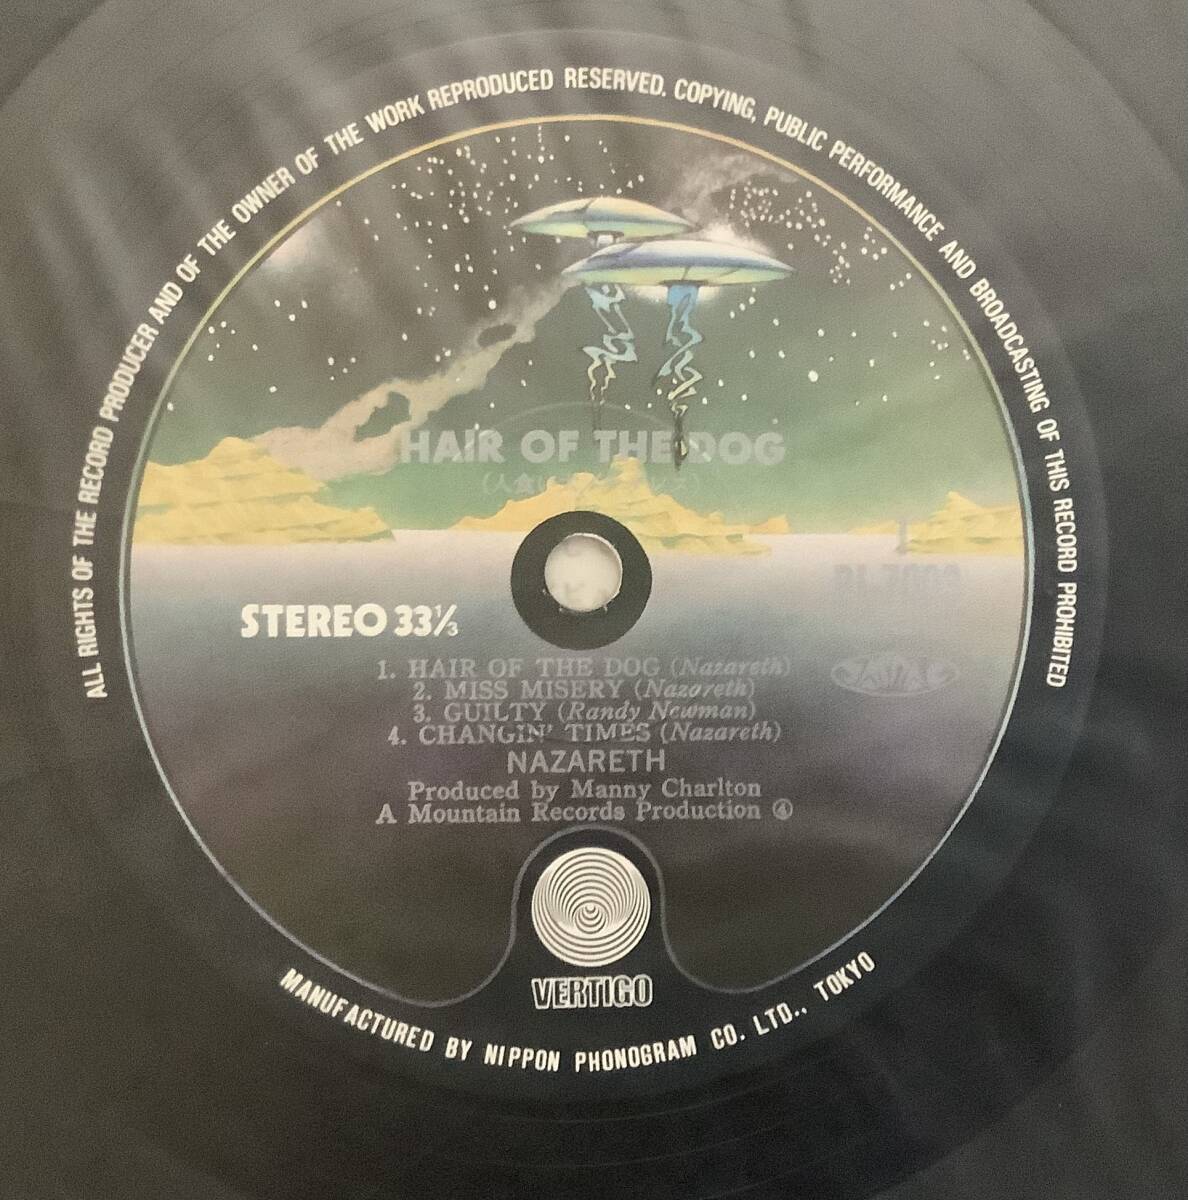 ALL RIGHTS OF THE RECORD PRODUCER AND OF THE OWNER OF THE WORK REPRODUCED RESERVED. COPYING, PUBLIC PERFORMANCE AND BROADCASTING OF THIS RECORD PROHIBITED
HAIR OF THE DOG
STEREO 33⅓
1. HAIR OF THE DOG (Nazareth)
2. MISS MISERY (Nazareth)
3. GUILTY (Randy Newman)
4. CHANGIN' TIMES (Nazareth)
NAZARETH
Produced by Manny Charlton
A Mountain Records Production ④
VERTIGO
MANUFACTURED BY NIPPON PHONOGRAM CO. LTD., TOKYO